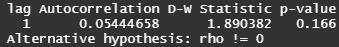 lag Autocorrelation D-W Statistic p-value
1 0.05444658 1.890382 0.166
Alternative hypothesis: rho != 0